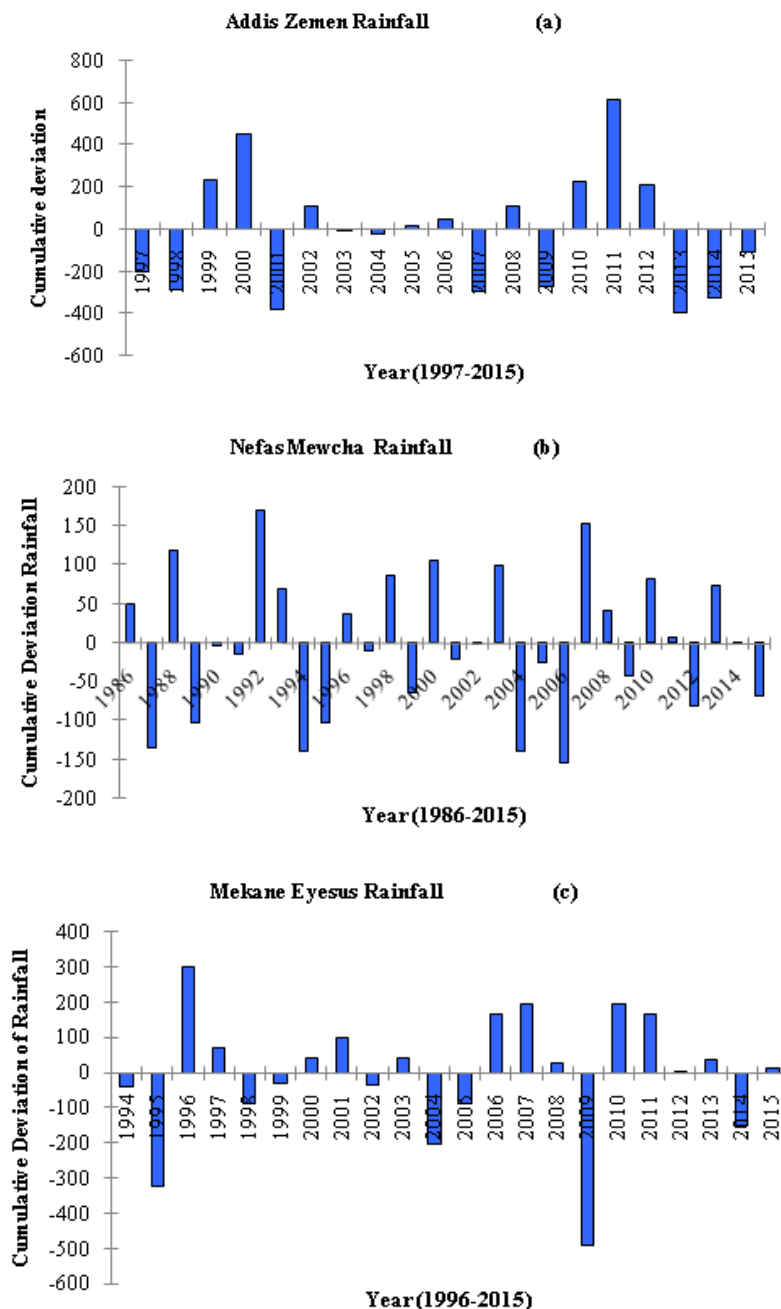 Addis Zemen Rainfall (a)
Cumulative deviation
800
600
400
200
0
-200
-400
-600
1997 1998 1999 2000 2001 2002 2003 2004 2005 2006 2007 2008 2009 2010 2011 2012 2013 2014 2015
Year(1997-2015)
NefasMewcha Rainfall (b)
Cumulative Deviation Rainfall
200
150
100
50
0
-50
-100
-150
-200
1986 1988 1990 1992 1994 1996 1998 2000 2002 2004 2006 2008 2010 2012 2014
Year(1986-2015)
Mekane Eyesus Rainfall (c)
Cumulative Deviation of Rainfall
400
300
200
100
0
-100
-200
-300
-400
-500
-600
1994 1995 1996 1997 1998 1999 2000 2001 2002 2003 2004 2005 2006 2007 2008 2009 2010 2011 2012 2013 2014 2015
Year(1996-2015)